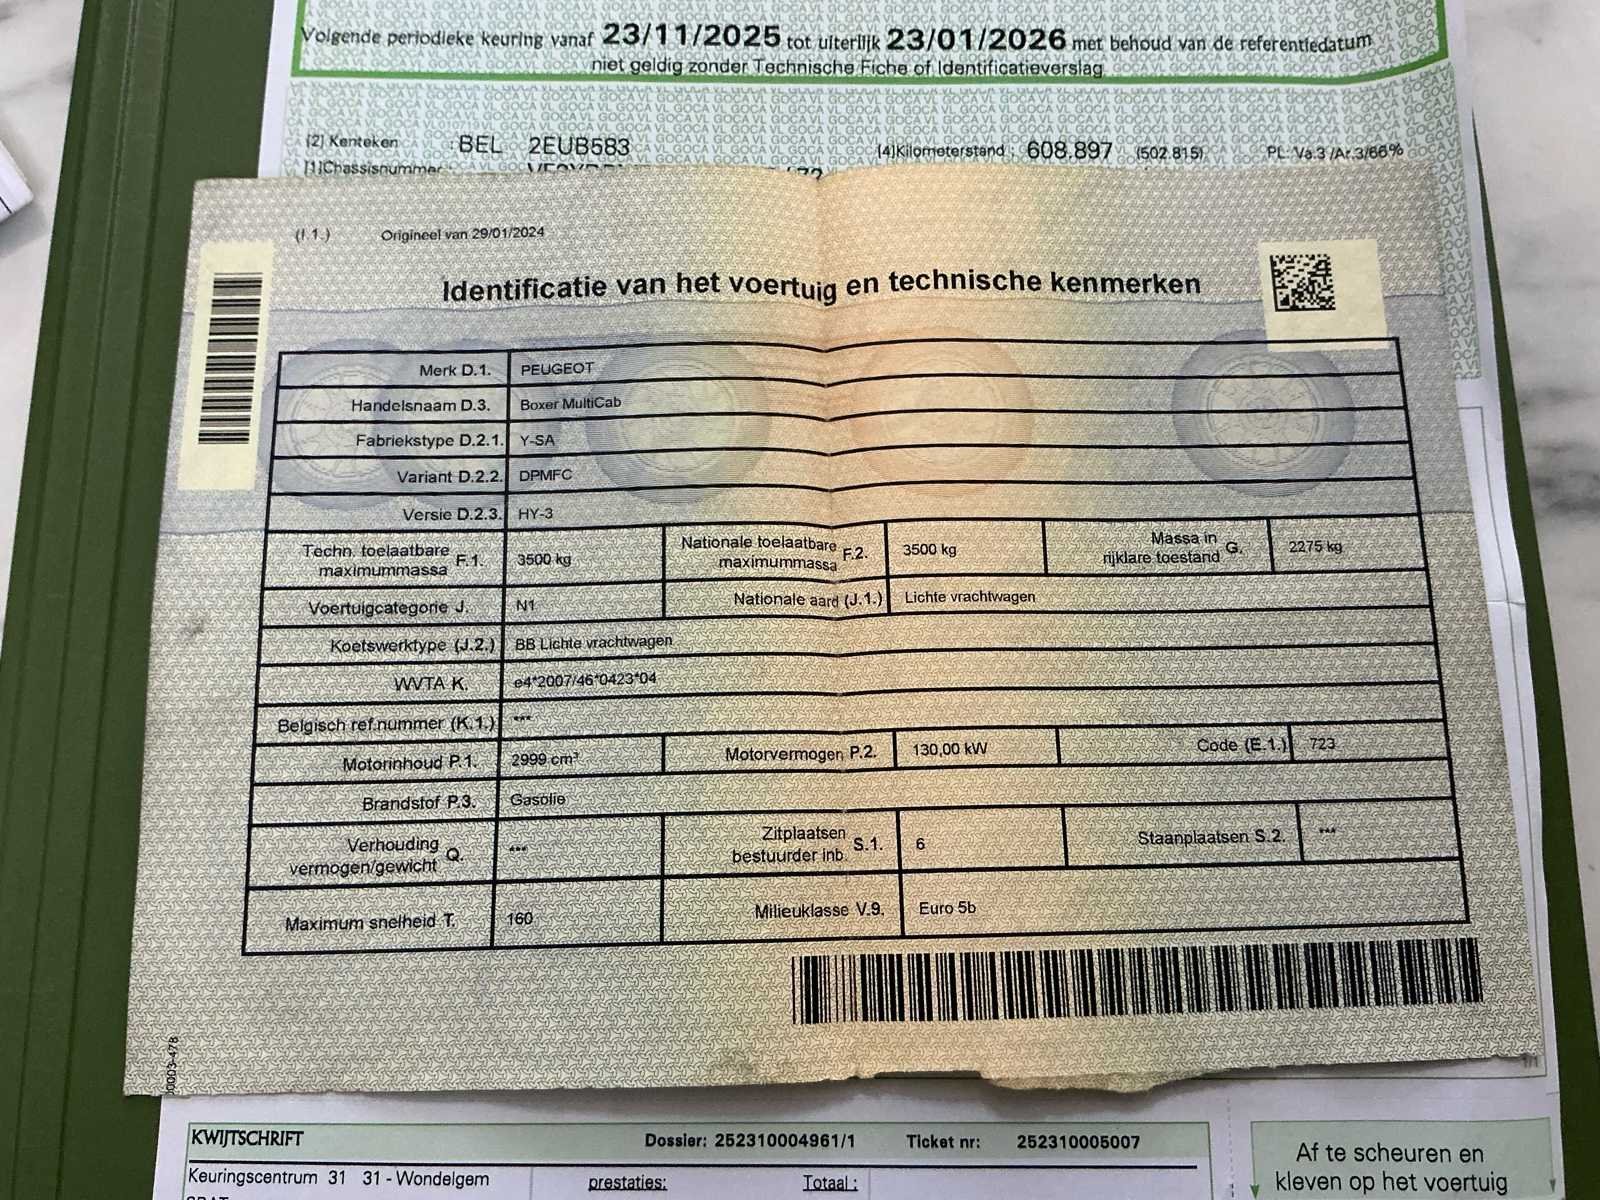 Volgende periodieke keuring vanaf 23/11/2025 tot uiterlijk 23/01/2026 met behoud van de referentiedatum
niet geldig zonder Technische Fiche of Identificatieverslag
(2) Kenteken : BEL 2EUB583 (4)Kilometerstand : 608.897 (502.815) PL: Va.3 /Ar.3/66%
(1)Chassisnummer
(I.1.) Origineel van 29/01/2024
Identificatie van het voertuig en technische kenmerken
Merk D.1. PEUGEOT
Handelsnaam D.3. Boxer MultiCab
Fabriekstype D.2.1. Y-SA
Variant D.2.2. DPMFC
Versie D.2.3. HY-3
Techn. toelaatbare maximummassa F.1. 3500 kg Nationale toelaatbare maximummassa F.2. 3500 kg Massa in rijklare toestand G. 2275 kg
Voertuigcategorie J. N1 Nationale aard (J.1.) Lichte vrachtwagen
Koetswerktype (J.2.) BB Lichte vrachtwagen
WVTA K. e4*2007/46*0423*04
Belgisch ref.nummer (K.1.) ***
Motorinhoud P.1. 2999 cm³ Motorvermogen P.2. 130,00 kW Code (E.1.) 723
Brandstof P.3. Gasolie
Verhouding vermogen/gewicht Q. *** Zitplaatsen bestuurder inb. S.1. 6 Staanplaatsen S.2. ***
Maximum snelheid T. 160 Milieuklasse V.9. Euro 5b
0003-478
1/1
KWIJTSCHRIFT Dossier: 252310004961/1 Ticket nr: 252310005007
Keuringscentrum 31 31 - Wondelgem prestaties: Totaal :
Af te scheuren en
kleven op het voertuig